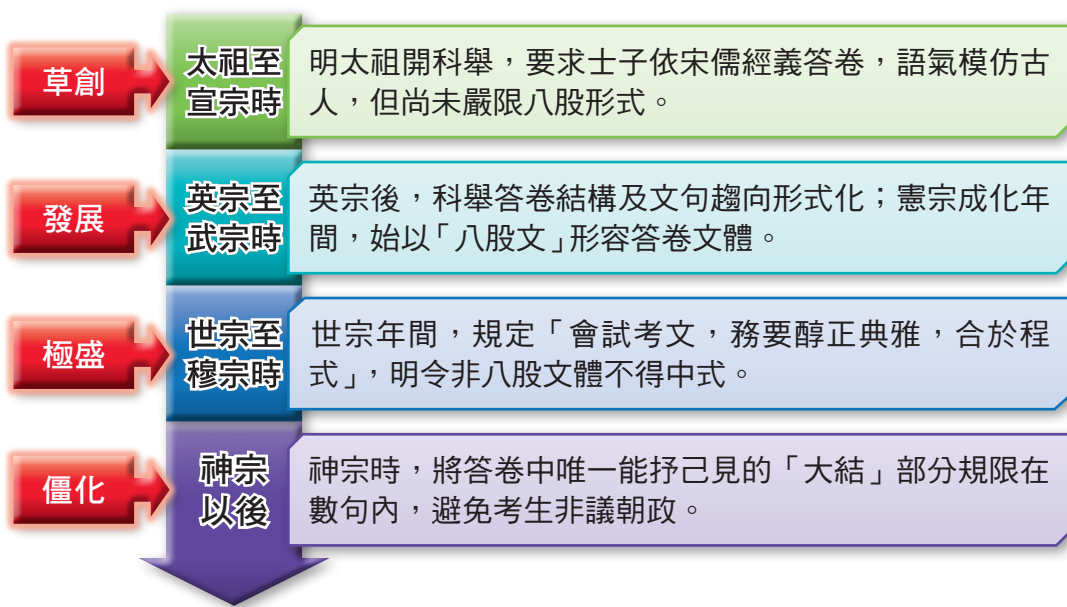 草創
太祖至
宣宗時
明太祖開科舉,要求士子依宋儒經義答卷,語氣模仿古
人,但尚未嚴限八股形式。
發展
英宗至
武宗時
英宗後,科舉答卷結構及文句趨向形式化;憲宗成化年
間,始以「八股文」形容答卷文體。
極盛
世宗至
穆宗時
世宗年間,規定「會試考文,務要醇正典雅,合於程
式」,明令非八股文體不得中式。
僵化
神宗
以後
神宗時,將答卷中唯一能抒己見的「大結」部分規限在
數句內,避免考生非議朝政。